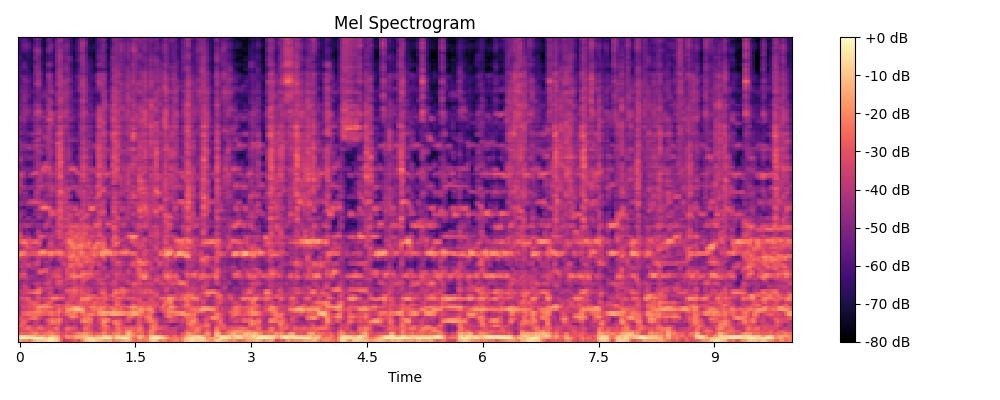 Mel Spectrogram
+0 dB
-10 dB
-20 dB
-30 dB
-40 dB
-50 dB
-60 dB
-70 dB
-80 dB
0 1.5 3 4.5 6 7.5 9
Time